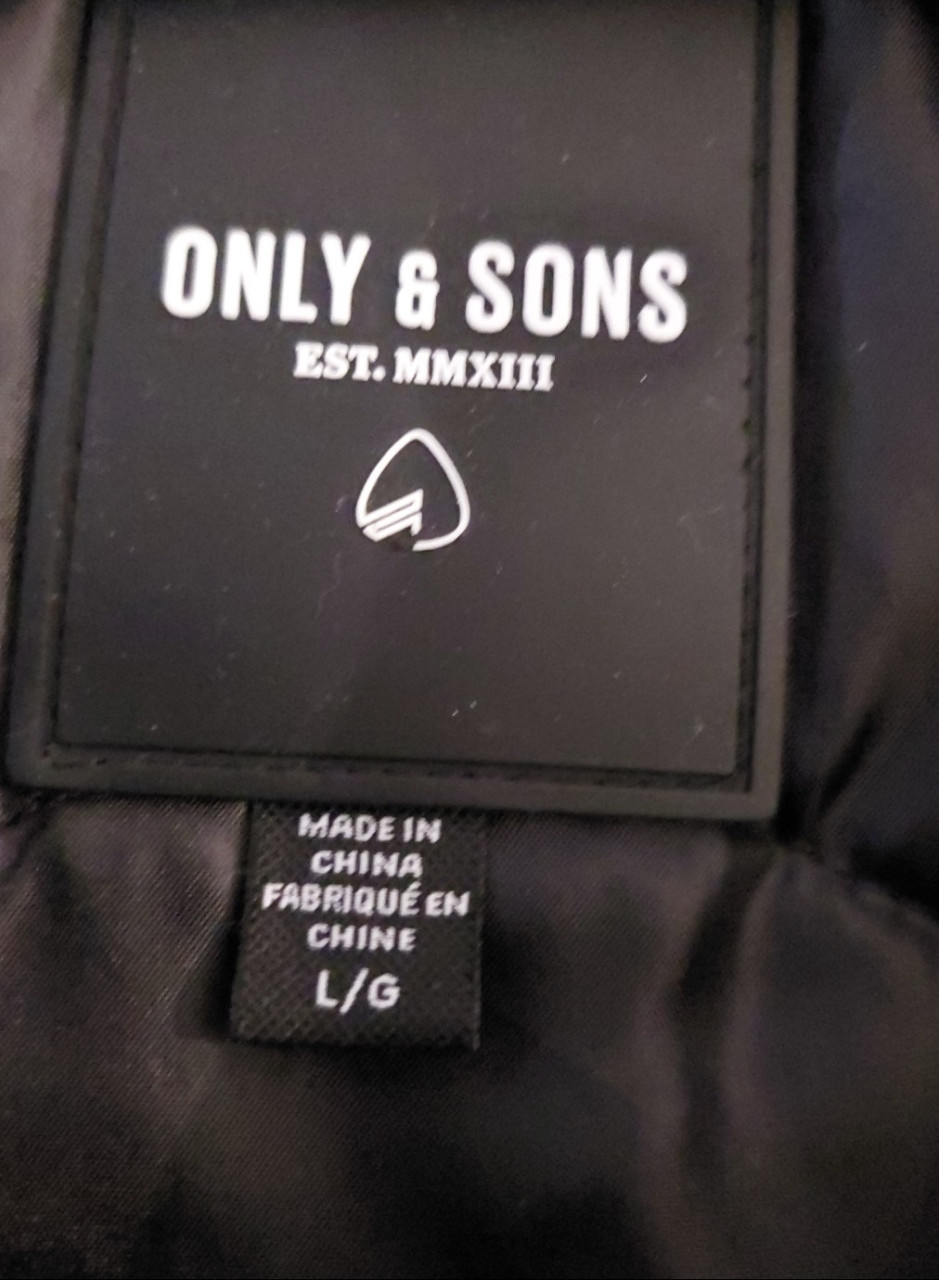 ONLY & SONS
EST. MMXIII
MADE IN
CHINA
FABRIQUÉ EN
CHINE
L/G